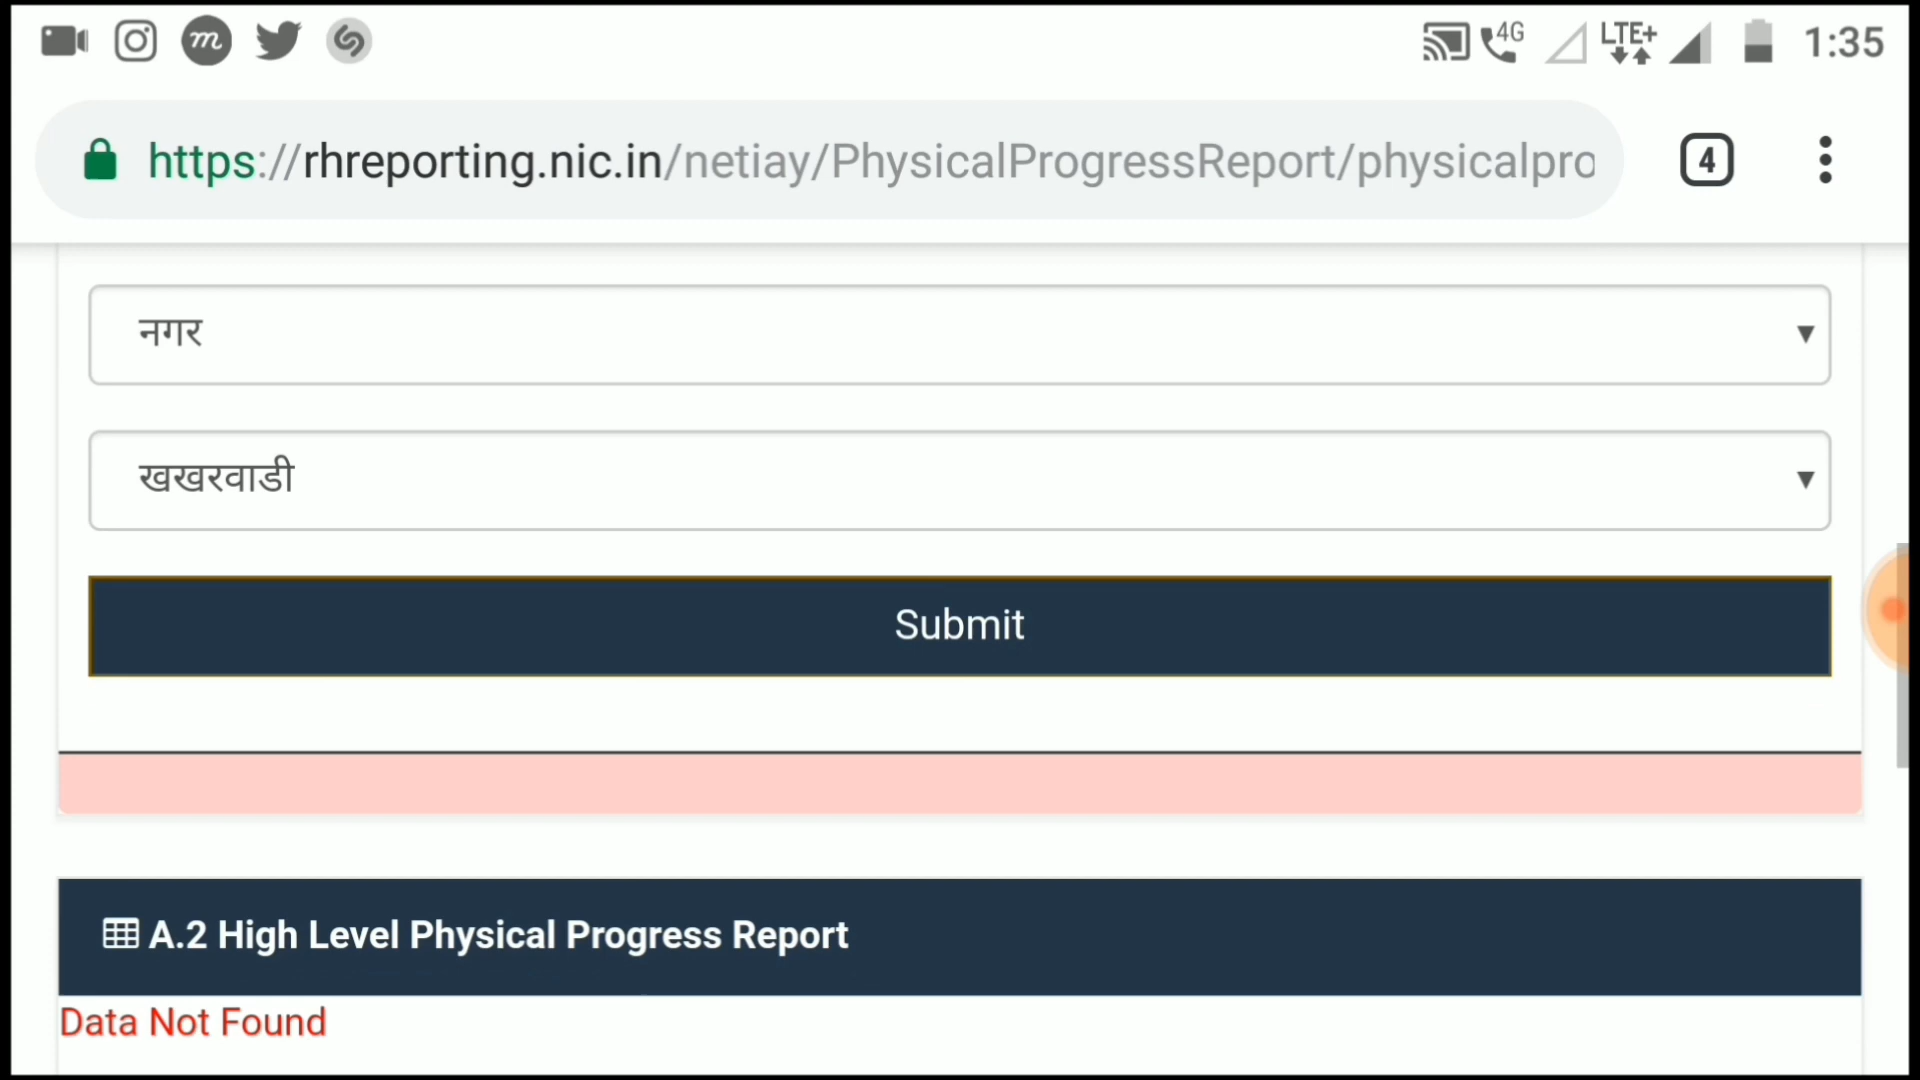 4G LTE+ 1:35
https://rhreporting.nic.in/netiay/PhysicalProgressReport/physicalpro 4
नगर
खखरवाडी
Submit
A.2 High Level Physical Progress Report
Data Not Found